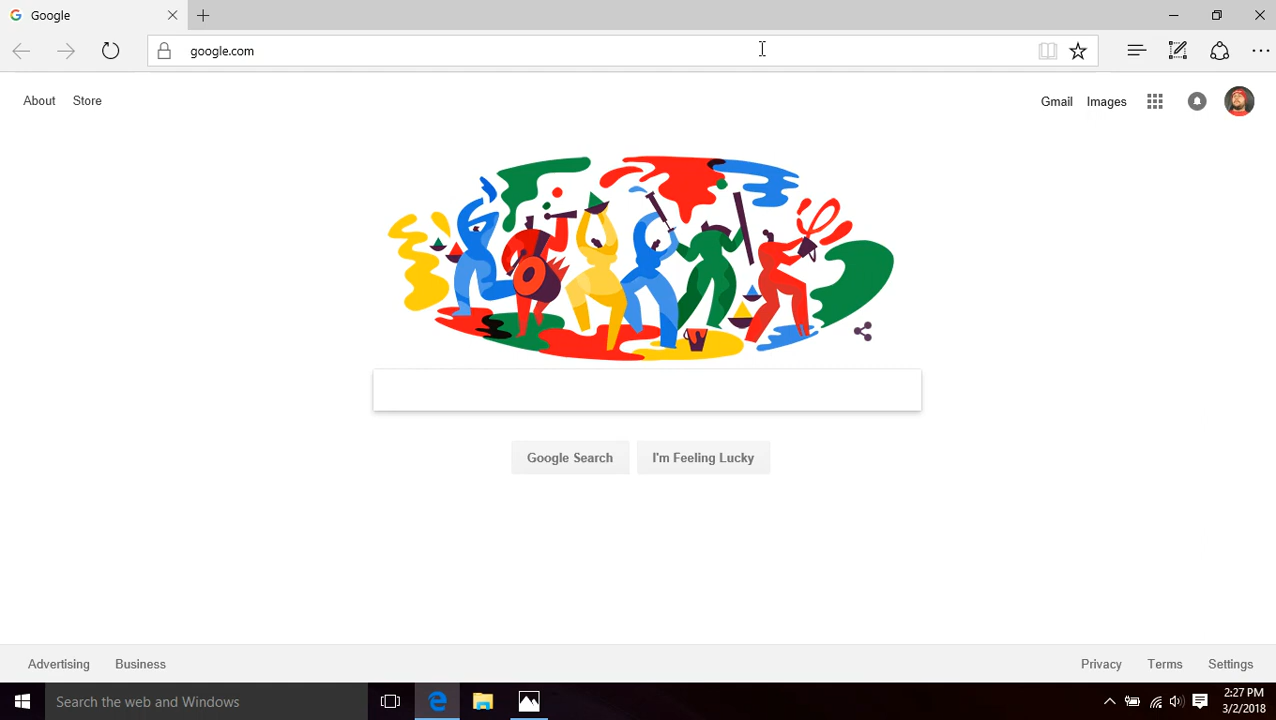 Google
google.com
About Store Gmail Images
Google Search I'm Feeling Lucky
Advertising Business Privacy Terms Settings
Search the web and Windows
2:27 PM
3/2/2018